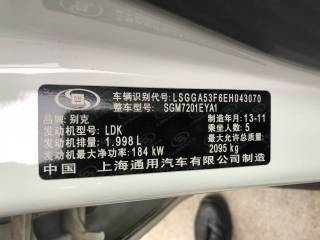 车辆识别代号:LSGGA53F6EH043070
整车型号: SGM7201EYA1
品牌: 别克 制造年月:13-11
发动机型号: LDK 乘坐人数: 5
发动机排量: 1.998 L 最大允许总质量:
发动机最大净功率:184 kW 2095 kg
中国 上海通用汽车有限公司制造